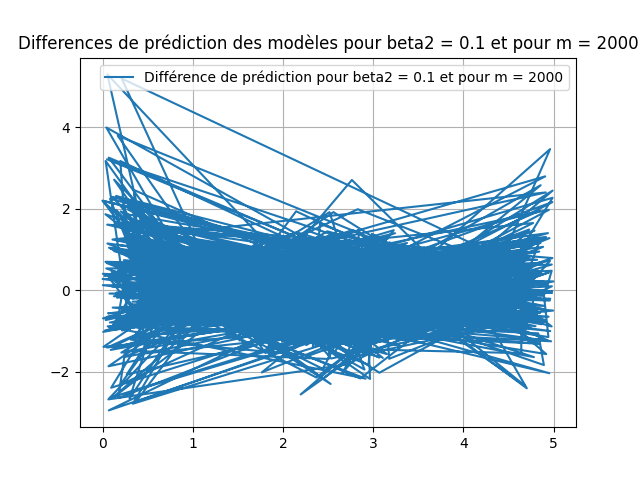 Differences de prédiction des modèles pour beta2 = 0.1 et pour m = 2000
Différence de prédiction pour beta2 = 0.1 et pour m = 2000
4
2
0
−2
0 1 2 3 4 5